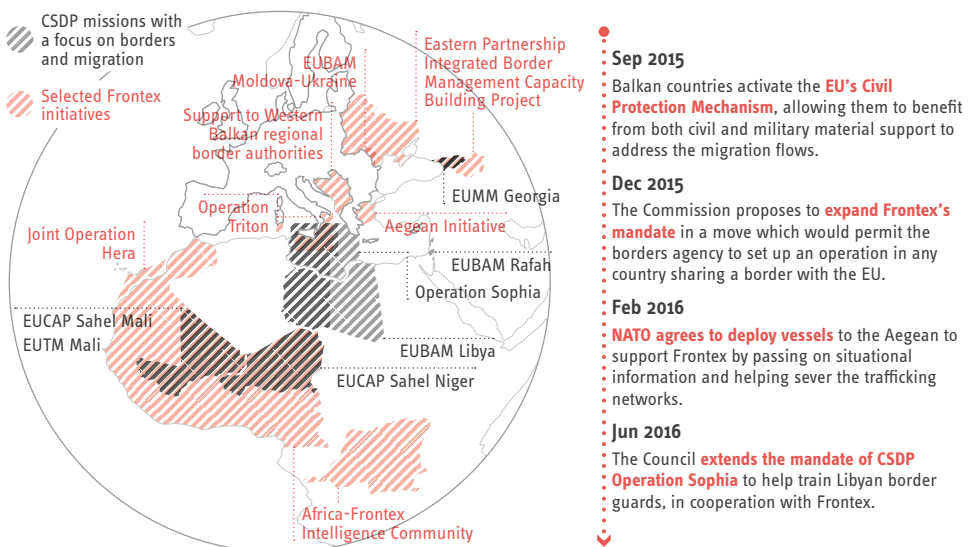 CSDP missions with
a focus on borders
and migration
Selected Frontex
initiatives
EUBAM
Moldova-Ukraine
Eastern Partnership
Integrated Border
Management Capacity
Building Project
Support to Western
Balkan regional
border authorities
EUMM Georgia
Operation
Triton
Aegean Initiative
Joint Operation
Hera
EUBAM Rafah
Operation Sophia
EUCAP Sahel Mali
EUTM Mali
EUBAM Libya
EUCAP Sahel Niger
Africa-Frontex
Intelligence Community
Sep 2015
Balkan countries activate the EU's Civil
Protection Mechanism, allowing them to benefit
from both civil and military material support to
address the migration flows.
Dec 2015
The Commission proposes to expand Frontex's
mandate in a move which would permit the
borders agency to set up an operation in any
country sharing a border with the EU.
Feb 2016
NATO agrees to deploy vessels to the Aegean to
support Frontex by passing on situational
information and helping sever the trafficking
networks.
Jun 2016
The Council extends the mandate of CSDP
Operation Sophia to help train Libyan border
guards, in cooperation with Frontex.